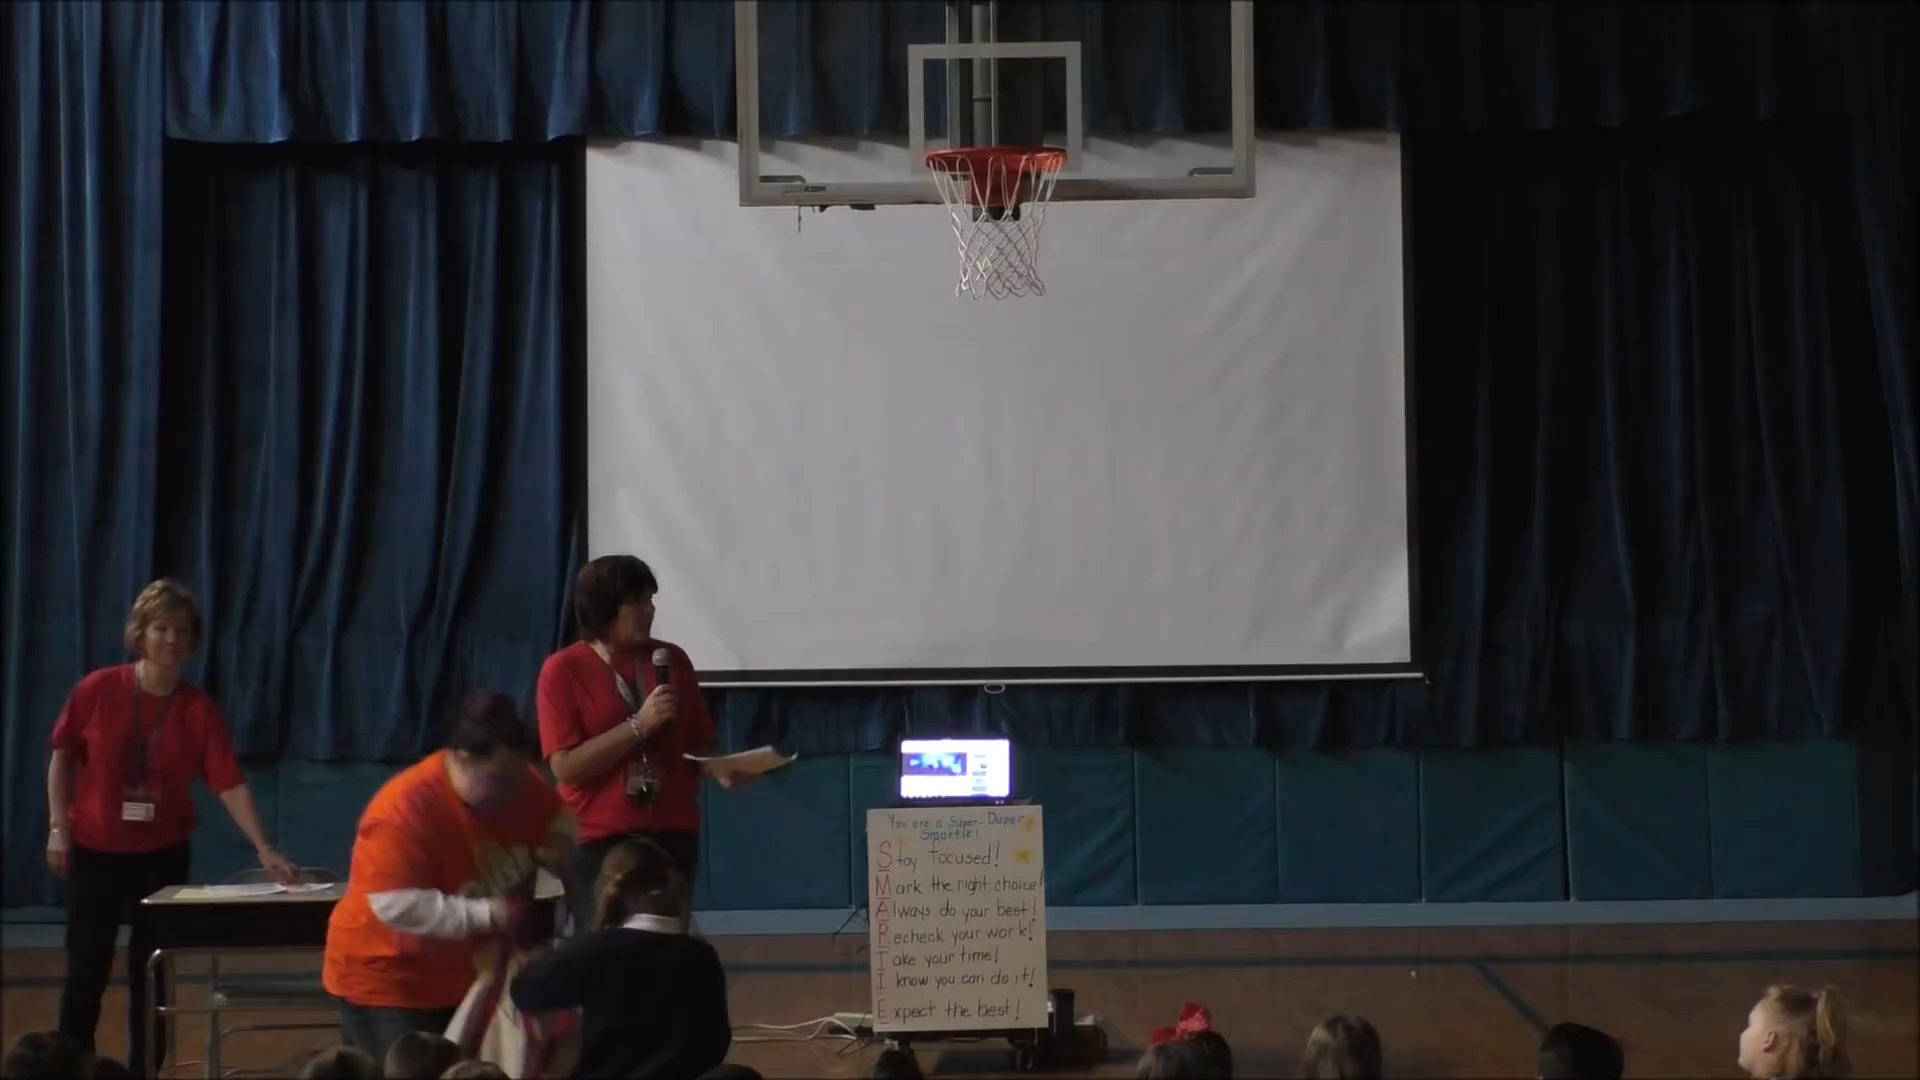 You are a Super-Duper
Smartie!
Stay focused!
Mark the right choice!
Always do your best!
Recheck your work!
Take your time!
I know you can do it!
Expect the best!